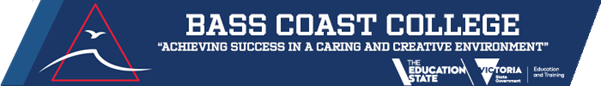 BASS COAST COLLEGE
"ACHIEVING SUCCESS IN A CARING AND CREATIVE ENVIRONMENT"
THE
EDUCATION
STATE
VICTORIA
State
Government
Education
and Training